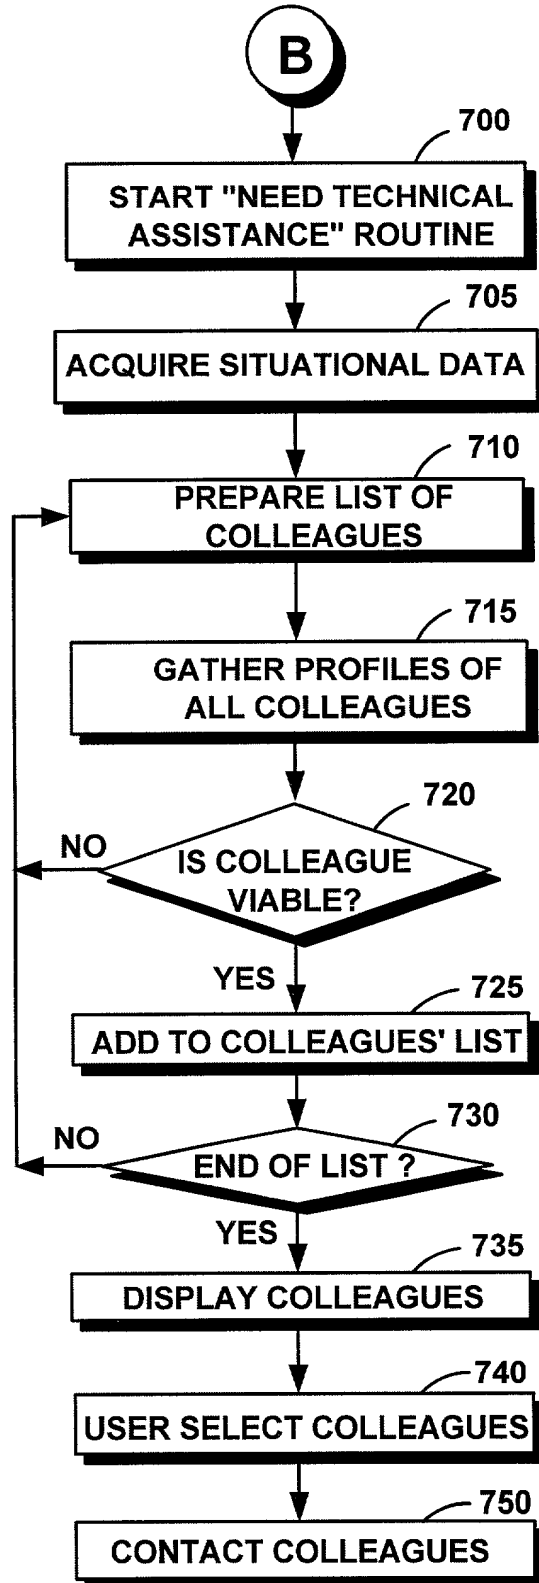 B
700
START "NEED TECHNICAL
ASSISTANCE" ROUTINE
705
ACQUIRE SITUATIONAL DATA
710
PREPARE LIST OF
COLLEAGUES
715
GATHER PROFILES OF
ALL COLLEAGUES
720
NO
IS COLLEAGUE
VIABLE?
YES
725
ADD TO COLLEAGUES' LIST
730
NO
END OF LIST ?
YES
735
DISPLAY COLLEAGUES
740
USER SELECT COLLEAGUES
750
CONTACT COLLEAGUES